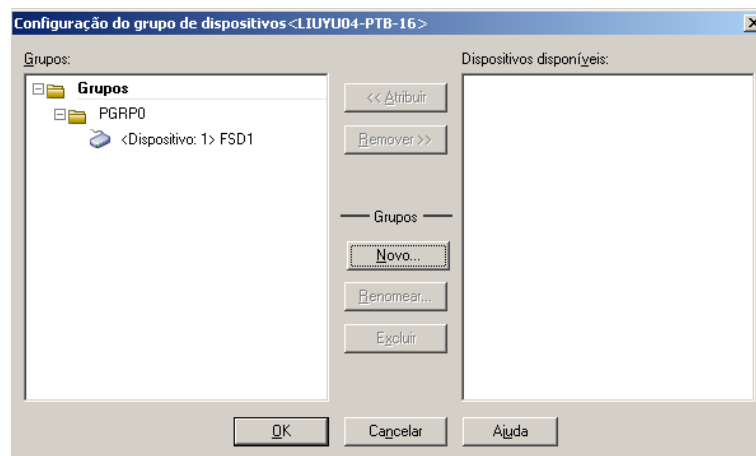 Configuração do grupo de dispositivos<LIUYU04-PTB-16>
Grupos:
Dispositivos disponíveis:
Grupos
PGRP0
<Dispositivo: 1> FSD1
<< Atribuir
Remover >>
Grupos
Novo...
Renomear...
Excluir
OK
Cancelar
Ajuda